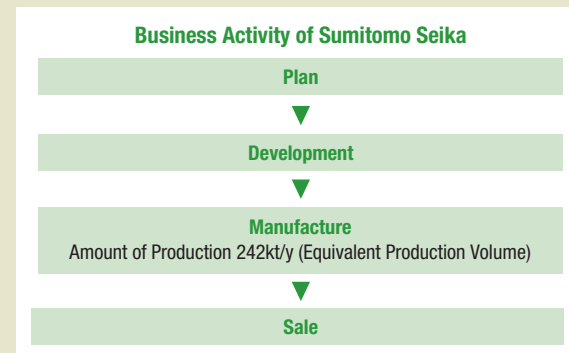 Business Activity of Sumitomo Seika
Plan
Development
Manufacture
Amount of Production 242kt/y (Equivalent Production Volume)
Sale